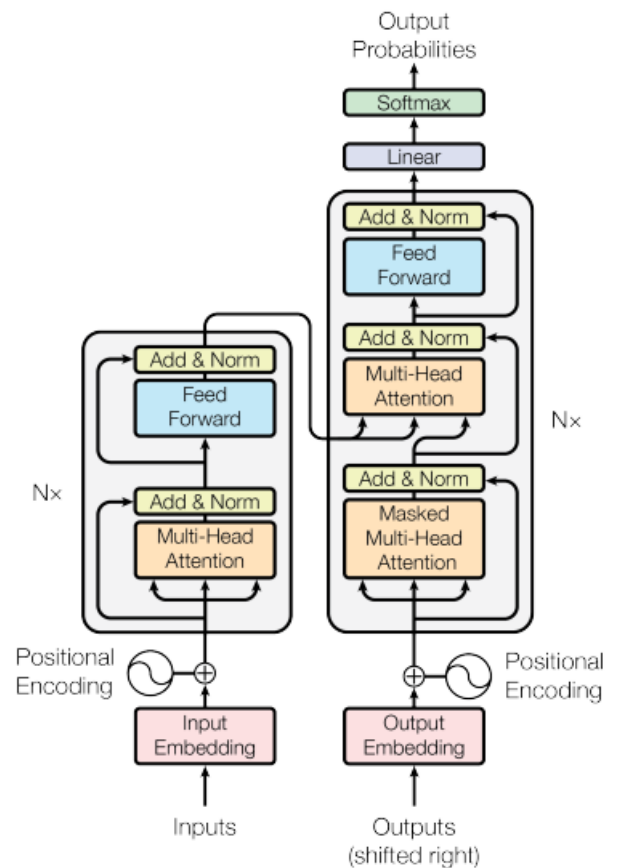 Output
Probabilities
Softmax
Linear
Add & Norm
Feed
Forward
Add & Norm
Multi-Head
Attention
Add & Norm
Masked
Multi-Head
Attention
Nx
Add & Norm
Feed
Forward
Add & Norm
Multi-Head
Attention
Nx
Positional
Encoding
Positional
Encoding
Input
Embedding
Output
Embedding
Inputs
Outputs
(shifted right)